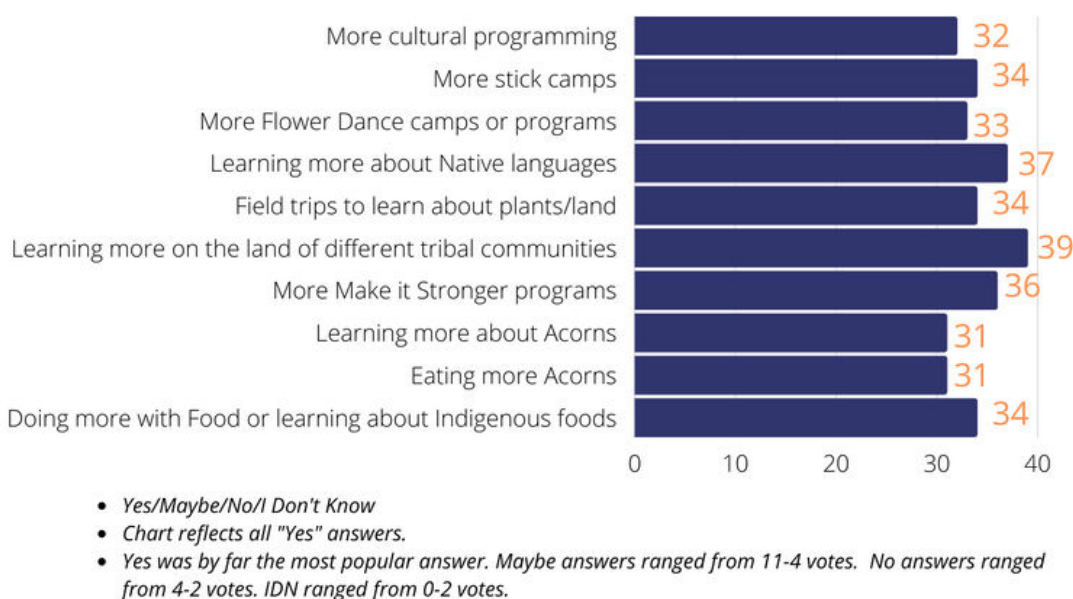 More cultural programming 32
More stick camps 34
More Flower Dance camps or programs 33
Learning more about Native languages 37
Field trips to learn about plants/land 34
Learning more on the land of different tribal communities 39
More Make it Stronger programs 36
Learning more about Acorns 31
Eating more Acorns 31
Doing more with Food or learning about Indigenous foods 34
0 10 20 30 40
• Yes/Maybe/No/I Don't Know
• Chart reflects all "Yes" answers.
• Yes was by far the most popular answer. Maybe answers ranged from 11-4 votes. No answers ranged
from 4-2 votes. IDN ranged from 0-2 votes.